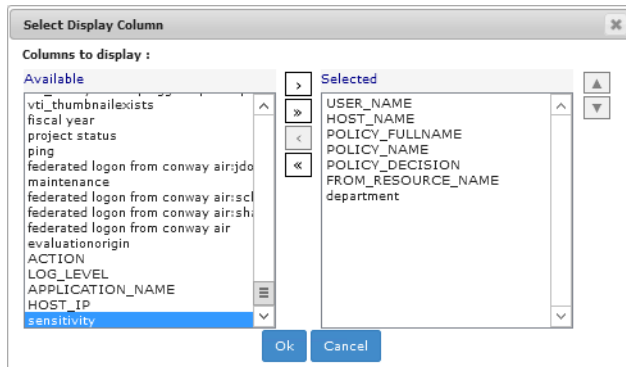 Select Display Column
Columns to display :
Available
vti_thumbnailexists
fiscal year
project status
ping
federated logon from conway air:jdo
maintenance
federated logon from conway air:scl
federated logon from conway air:sha
federated logon from conway air
evaluationorigin
ACTION
LOG_LEVEL
APPLICATION_NAME
HOST_IP
sensitivity
Selected
USER_NAME
HOST_NAME
POLICY_FULLNAME
POLICY_NAME
POLICY_DECISION
FROM_RESOURCE_NAME
department
Ok Cancel